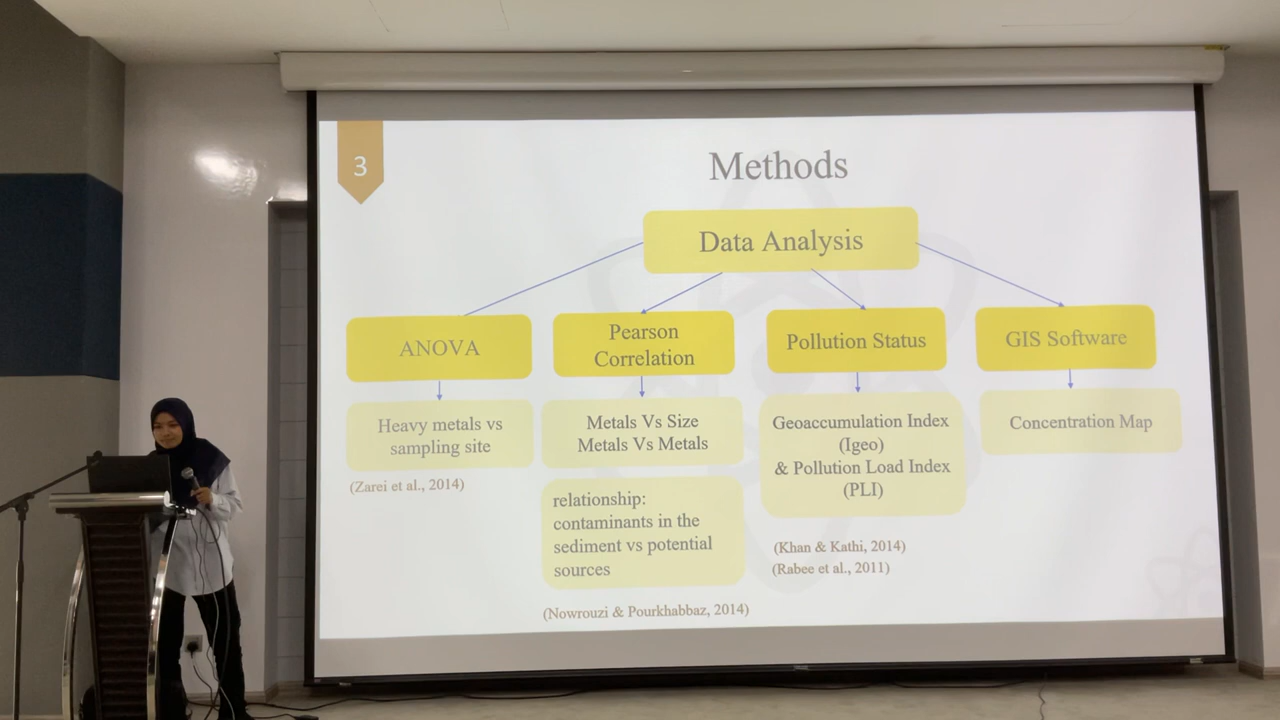 3
Methods
Data Analysis
ANOVA
Pearson
Correlation
Pollution Status
GIS Software
Heavy metals vs
sampling site
(Zarei et al., 2014)
Metals Vs Size
Metals Vs Metals
relationship:
contaminants in the
sediment vs potential
sources
(Nowrouzi & Pourkhabbaz, 2014)
Geoaccumulation Index
(Igeo)
& Pollution Load Index
(PLI)
(Khan & Kathi, 2014)
(Rabee et al., 2011)
Concentration Map